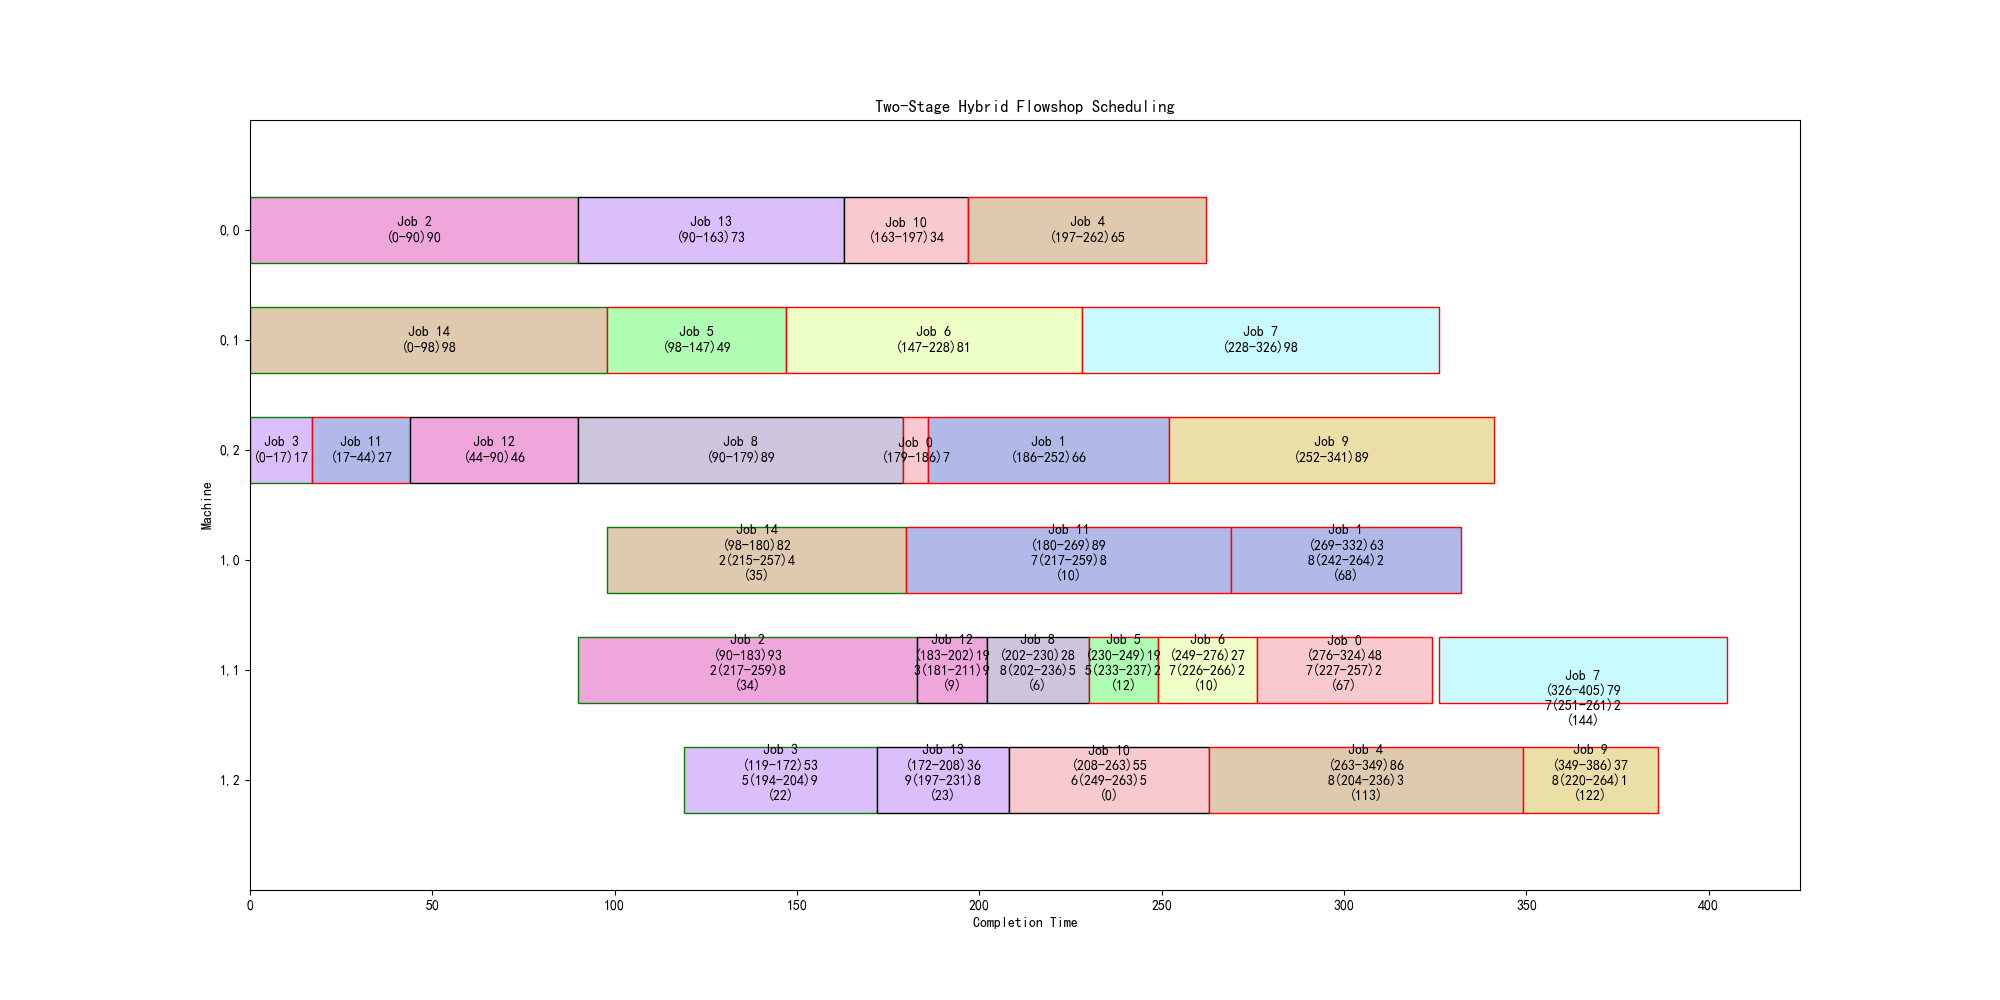 Two-Stage Hybrid Flowshop Scheduling
0,0
Job 2
(0-90)90
Job 13
(90-163)73
Job 10
(163-197)34
Job 4
(197-262)65
0,1
Job 14
(0-98)98
Job 5
(98-147)49
Job 6
(147-228)81
Job 7
(228-326)98
0,2
Job 3
(0-17)17
Job 11
(17-44)27
Job 12
(44-90)46
Job 8
(90-179)89
Job 0
(179-186)7
Job 1
(186-252)66
Job 9
(252-341)89
Machine
1,0
Job 14
(98-180)82
2(215-257)4
(35)
Job 11
(180-269)89
7(217-259)8
(10)
Job 1
(269-332)63
8(242-264)2
(68)
1,1
Job 2
(90-183)93
2(217-259)8
(34)
Job 12
(183-202)19
3(181-211)9
(9)
Job 8
(202-230)28
8(202-236)5
(6)
Job 5
(230-249)19
5(233-237)2
(12)
Job 6
(249-276)27
7(226-266)2
(10)
Job 0
(276-324)48
7(227-257)2
(67)
Job 7
(326-405)79
7(251-261)2
(144)
1,2
Job 3
(119-172)53
5(194-204)9
(22)
Job 13
(172-208)36
9(197-231)8
(23)
Job 10
(208-263)55
6(249-263)5
(0)
Job 4
(263-349)86
8(204-236)3
(113)
Job 9
(349-386)37
8(220-264)1
(122)
0
50
100
150
200
250
300
350
400
Completion Time